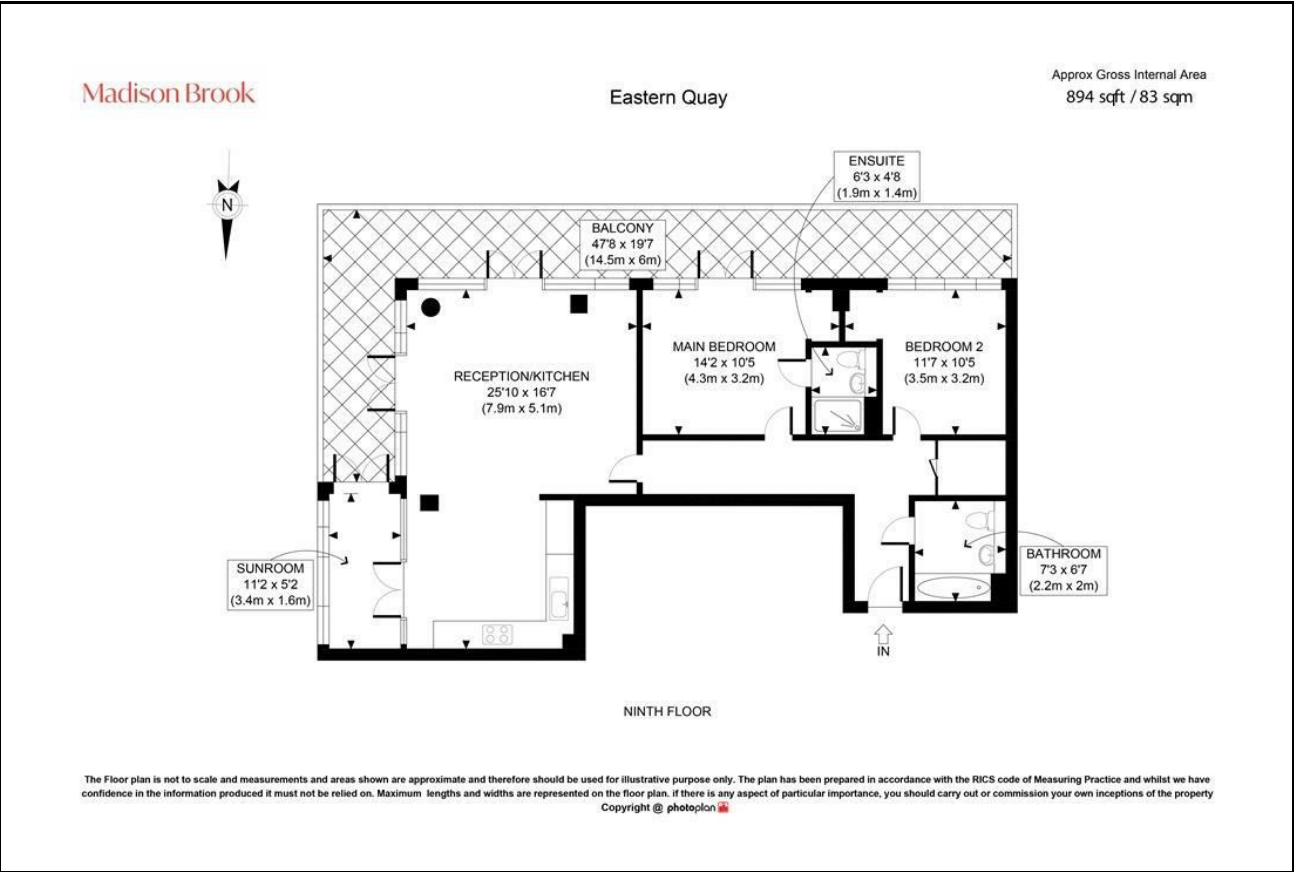 Madison Brook
Eastern Quay
Approx Gross Internal Area
894 sqft / 83 sqm
N
ENSUITE
6'3 x 4'8
(1.9m x 1.4m)
BALCONY
47'8 x 19'7
(14.5m x 6m)
MAIN BEDROOM
14'2 x 10'5
(4.3m x 3.2m)
BEDROOM 2
11'7 x 10'5
(3.5m x 3.2m)
RECEPTION/KITCHEN
25'10 x 16'7
(7.9m x 5.1m)
SUNROOM
11'2 x 5'2
(3.4m x 1.6m)
BATHROOM
7'3 x 6'7
(2.2m x 2m)
IN
NINTH FLOOR
The Floor plan is not to scale and measurements and areas shown are approximate and therefore should be used for illustrative purpose only. The plan has been prepared in accordance with the RICS code of Measuring Practice and whilst we have
confidence in the information produced it must not be relied on. Maximum lengths and widths are represented on the floor plan. if there is any aspect of particular importance, you should carry out or commission your own inceptions of the property
Copyright @ photoplan